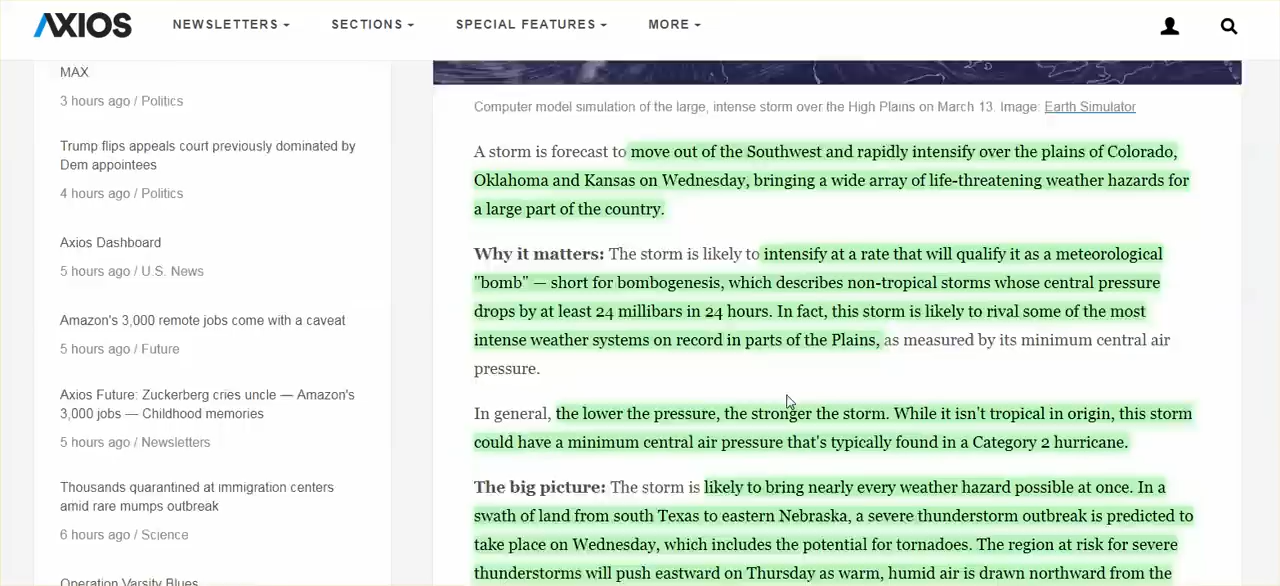 AXIOS
NEWSLETTERS
SECTIONS
SPECIAL FEATURES
MORE
MAX
3 hours ago / Politics
Trump flips appeals court previously dominated by
Dem appointees
4 hours ago / Politics
Axios Dashboard
5 hours ago / U.S. News
Amazon's 3,000 remote jobs come with a caveat
5 hours ago / Future
Axios Future: Zuckerberg cries uncle — Amazon's
3,000 jobs — Childhood memories
5 hours ago / Newsletters
Thousands quarantined at immigration centers
amid rare mumps outbreak
6 hours ago / Science
Operation Varsity Blues
Computer model simulation of the large, intense storm over the High Plains on March 13. Image: Earth Simulator
A storm is forecast to move out of the Southwest and rapidly intensify over the plains of Colorado,
Oklahoma and Kansas on Wednesday, bringing a wide array of life-threatening weather hazards for
a large part of the country.
Why it matters: The storm is likely to intensify at a rate that will qualify it as a meteorological
"bomb" — short for bombogenesis, which describes non-tropical storms whose central pressure
drops by at least 24 millibars in 24 hours. In fact, this storm is likely to rival some of the most
intense weather systems on record in parts of the Plains, as measured by its minimum central air
pressure.
In general, the lower the pressure, the stronger the storm. While it isn't tropical in origin, this storm
could have a minimum central air pressure that's typically found in a Category 2 hurricane.
The big picture: The storm is likely to bring nearly every weather hazard possible at once. In a
swath of land from south Texas to eastern Nebraska, a severe thunderstorm outbreak is predicted to
take place on Wednesday, which includes the potential for tornadoes. The region at risk for severe
thunderstorms will push eastward on Thursday as warm, humid air is drawn northward from the